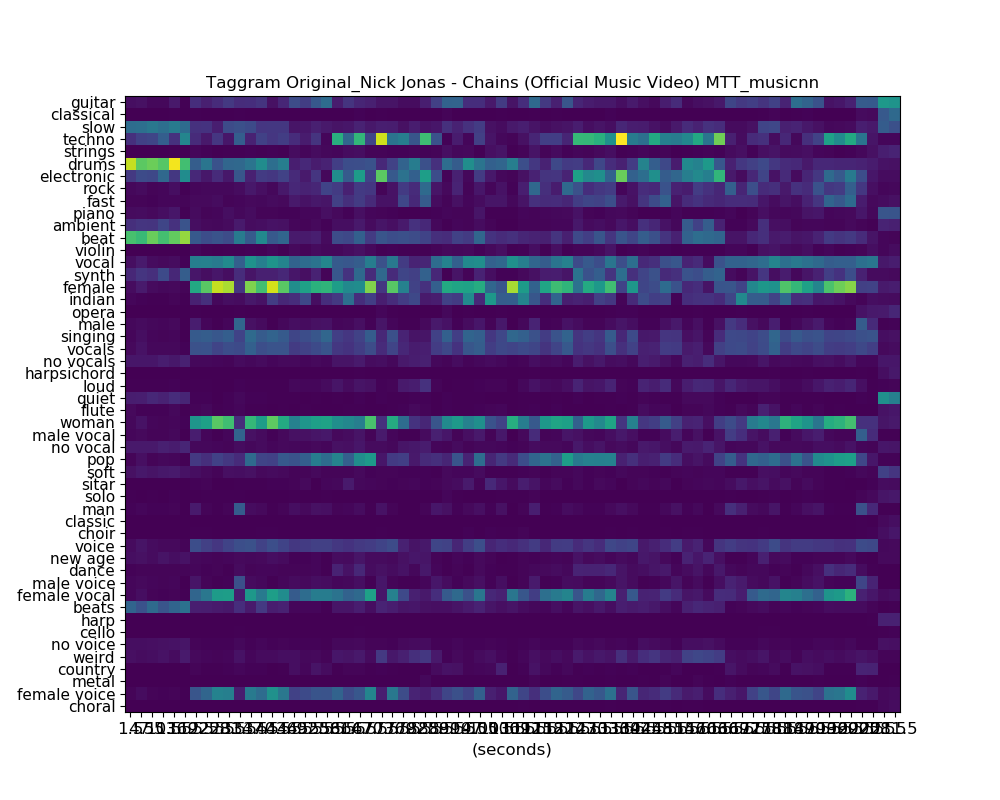 Taggram Original_Nick Jonas - Chains (Official Music Video) MTT_musicnn
guitar
classical
slow
techno
strings
drums
electronic
rock
fast
piano
ambient
beat
violin
vocal
synth
female
indian
opera
male
singing
vocals
no vocals
harpsichord
loud
quiet
flute
woman
male vocal
no vocal
pop
soft
sitar
solo
man
classic
choir
voice
new age
dance
male voice
female vocal
beats
harp
cello
no voice
weird
country
metal
female voice
choral
(seconds)